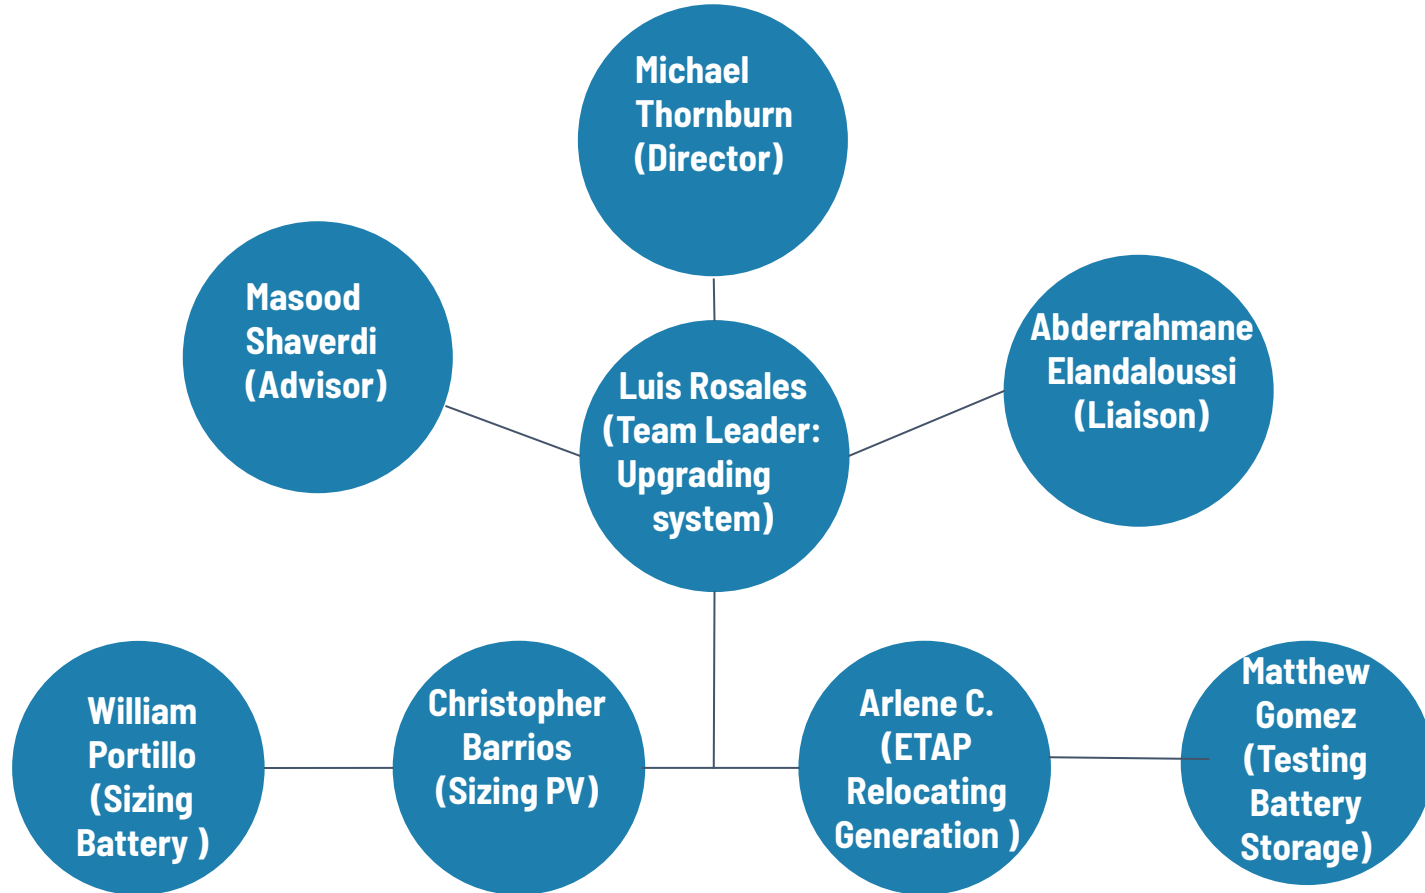 Michael
Thornburn
(Director)
Masood
Shaverdi
(Advisor)
Abderrahmane
Elandaloussi
(Liaison)
Luis Rosales
(Team Leader:
Upgrading
system)
William
Portillo
(Sizing
Battery )
Christopher
Barrios
(Sizing PV)
Arlene C.
(ETAP
Relocating
Generation )
Matthew
Gomez
(Testing
Battery
Storage)